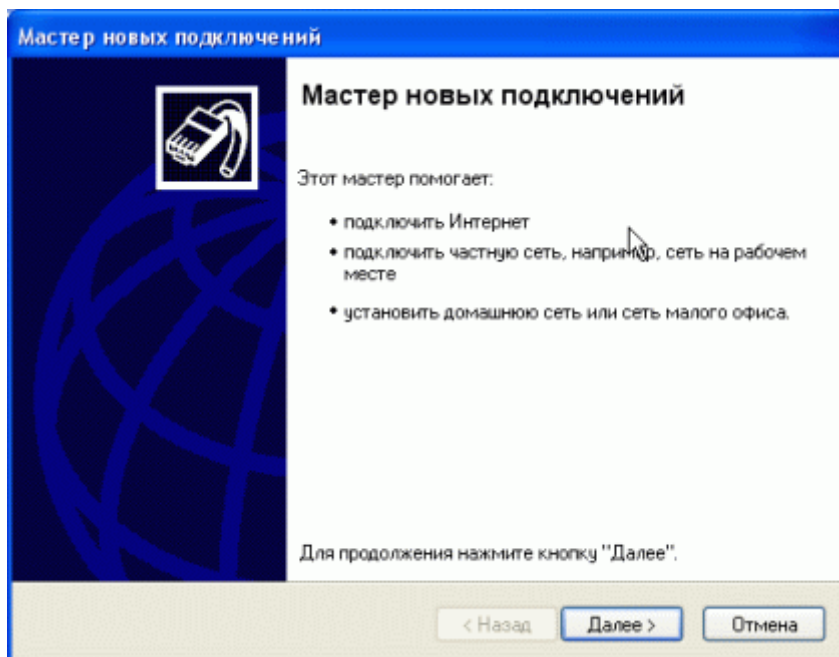 Мастер новых подключений
Мастер новых подключений
Этот мастер помогает:
• подключить Интернет
• подключить частную сеть, например, сеть на рабочем
месте
• установить домашнюю сеть или сеть малого офиса.
Для продолжения нажмите кнопку "Далее".
< Назад Далее > Отмена